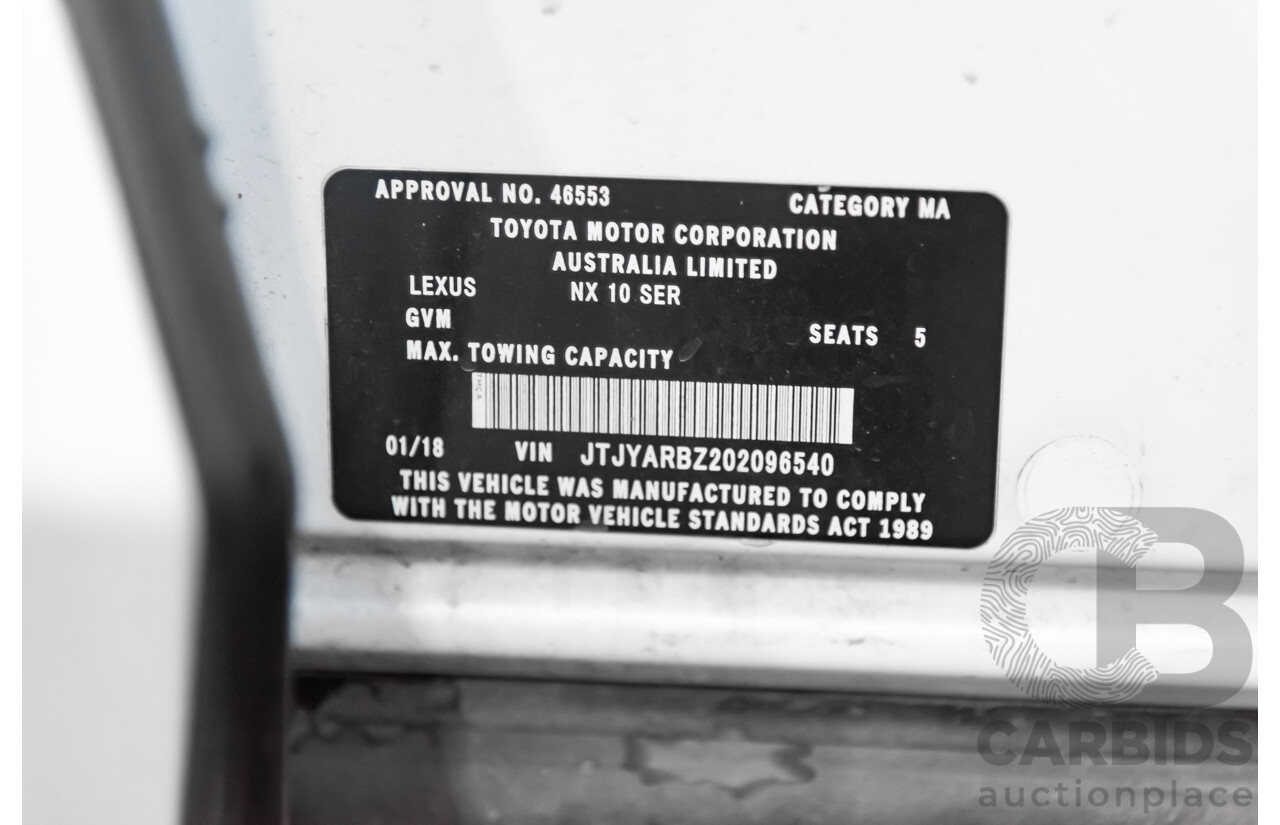 APPROVAL NO. 46553 CATEGORY MA
TOYOTA MOTOR CORPORATION
AUSTRALIA LIMITED
LEXUS NX 10 SER
GVM SEATS 5
MAX. TOWING CAPACITY
TMCA
01/18 VIN JTJYARBZ202096540
THIS VEHICLE WAS MANUFACTURED TO COMPLY
WITH THE MOTOR VEHICLE STANDARDS ACT 1989
CB
CARBIDS
auctionplace